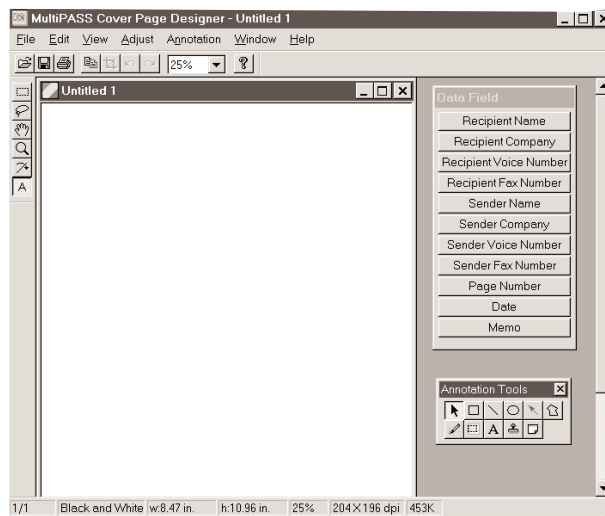 MultiPASS Cover Page Designer - Untitled 1
File Edit View Adjust Annotation Window Help
25%
?
Untitled 1
A
Data Field
Recipient Name
Recipient Company
Recipient Voice Number
Recipient Fax Number
Sender Name
Sender Company
Sender Voice Number
Sender Fax Number
Page Number
Date
Memo
Annotation Tools
A
1/1 Black and White w:8.47 in. h:10.96 in. 25% 204×196 dpi 453K